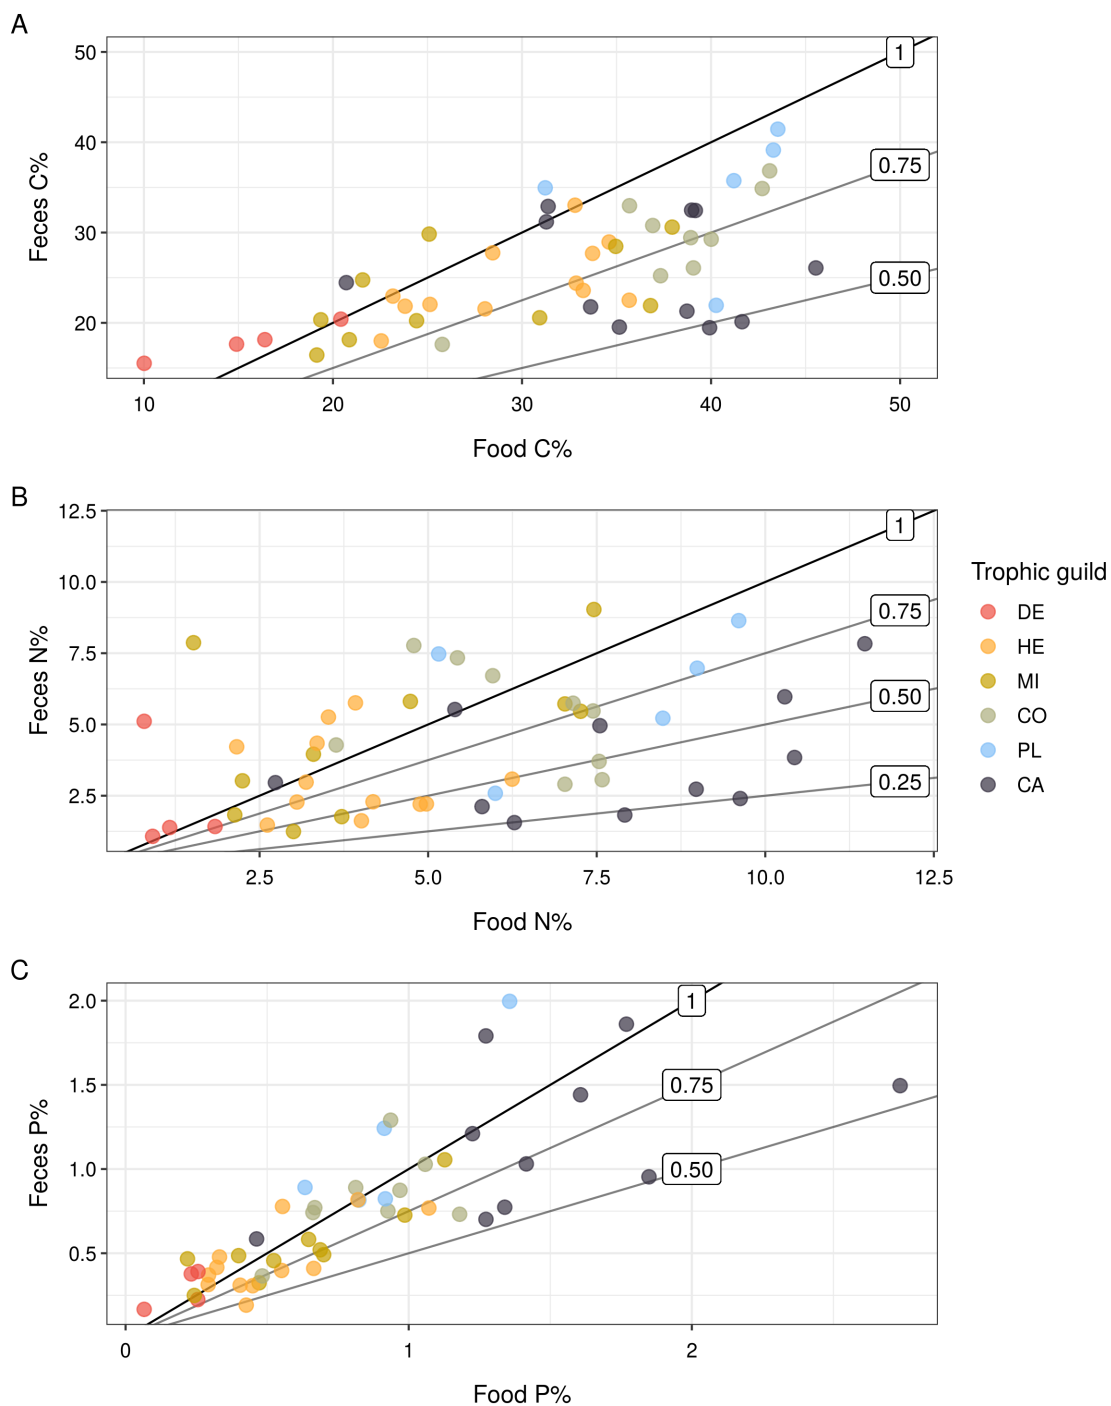 A
50
40
30
20
Feces C%
1
0.75
0.50
10 20 30 40 50
Food C%
B
12.5
10.0
7.5
5.0
2.5
Feces N%
1
0.75
0.50
0.25
2.5 5.0 7.5 10.0 12.5
Food N%
Trophic guild
DE
HE
MI
CO
PL
CA
C
2.0
1.5
1.0
0.5
Feces P%
1
0.75
0.50
0 1 2
Food P%